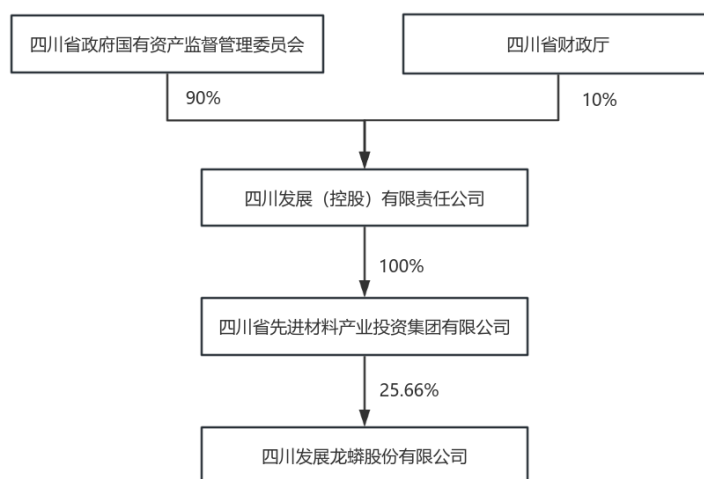 四川省政府国有资产监督管理委员会
四川省财政厅
90%
10%
四川发展（控股）有限责任公司
100%
四川省先进材料产业投资集团有限公司
25.66%
四川发展龙蟒股份有限公司